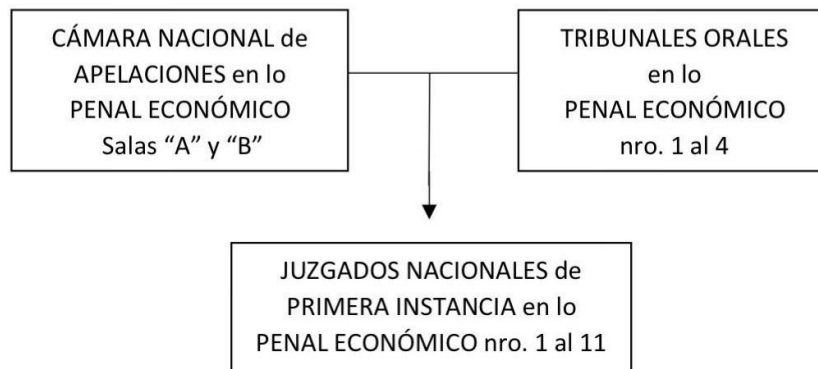 CÁMARA NACIONAL de
APELACIONES en lo
PENAL ECONÓMICO
Salas “A” y “B”
TRIBUNALES ORALES
en lo
PENAL ECONÓMICO
nro. 1 al 4
JUZGADOS NACIONALES de
PRIMERA INSTANCIA en lo
PENAL ECONÓMICO nro. 1 al 11